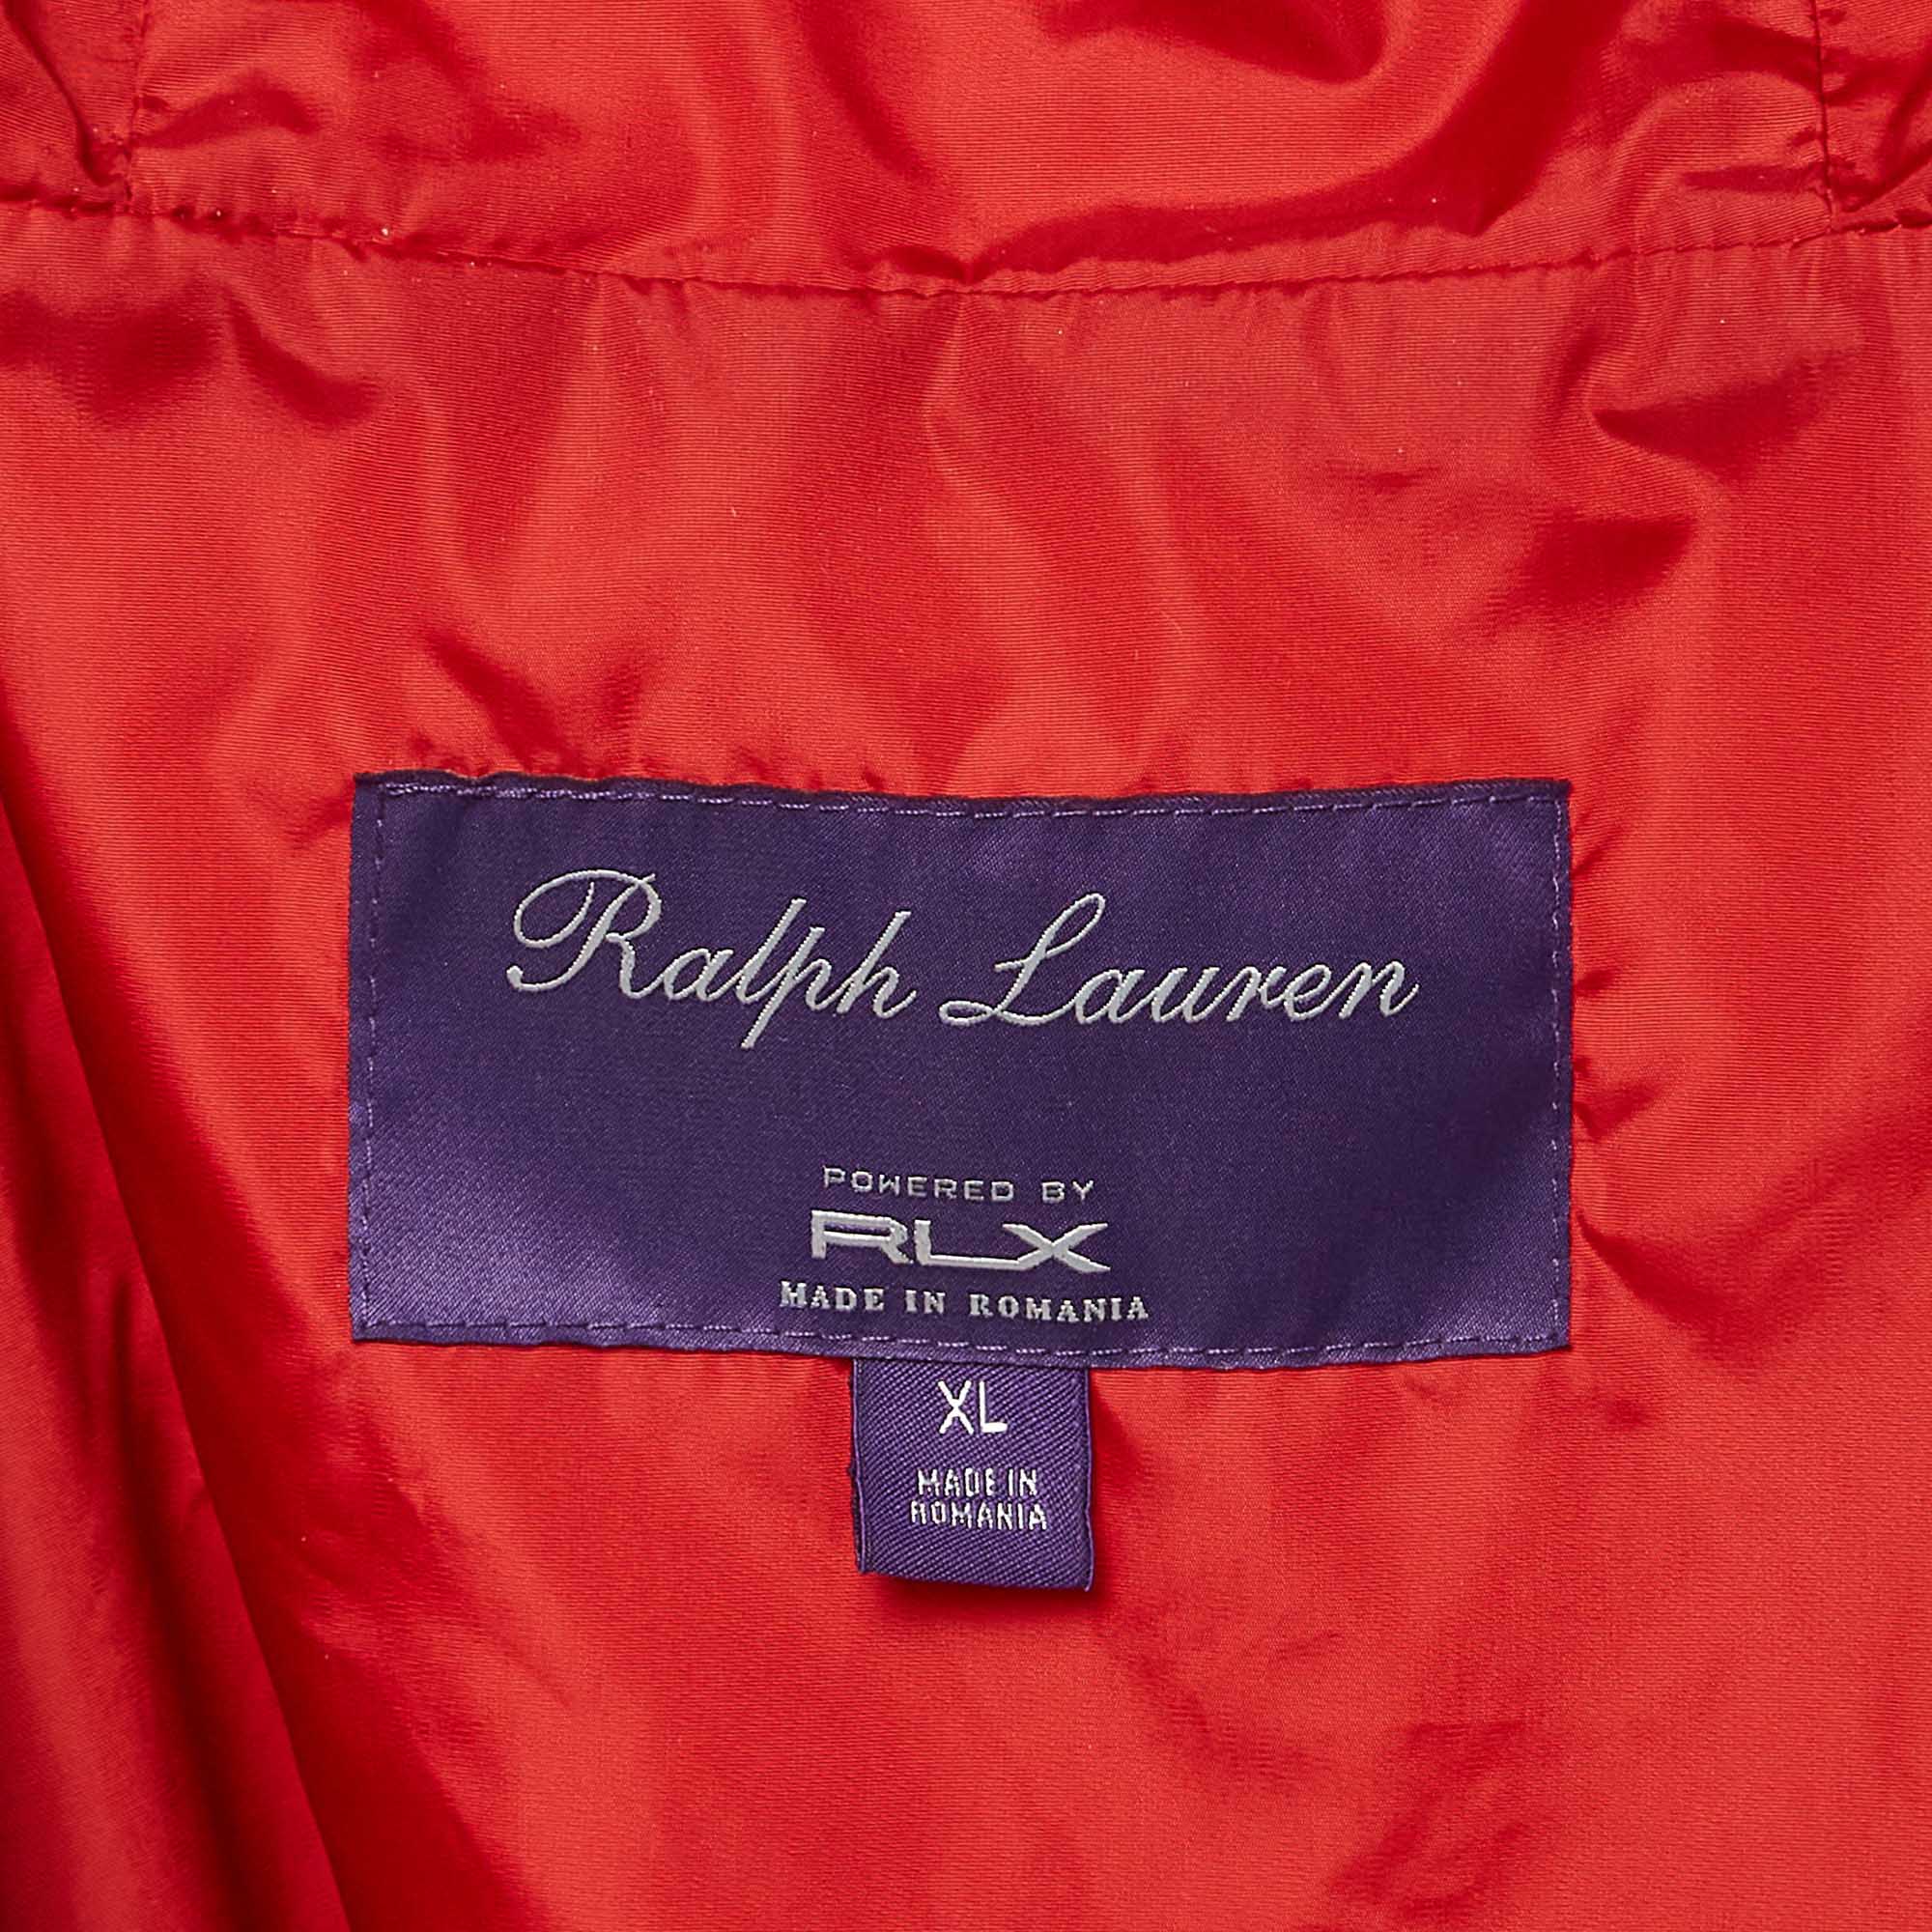 Ralph Lauren
POWERED BY
RLX
MADE IN ROMANIA
XL
MADE IN
ROMANIA